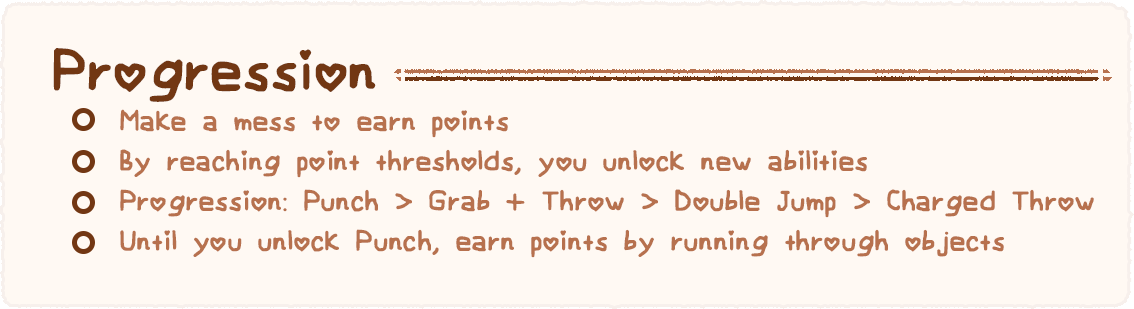 Progression
Make a mess to earn points
By reaching point thresholds, you unlock new abilities
Progression: Punch > Grab + Throw > Double Jump > Charged Throw
Until you unlock Punch, earn points by running through objects